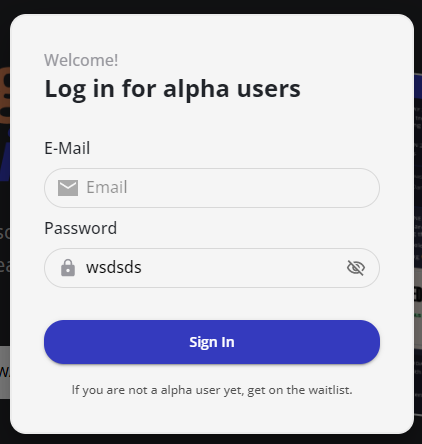 Welcome!
Log in for alpha users
E-Mail
Email
Password
wsdsds
Sign In
If you are not a alpha user yet, get on the waitlist.